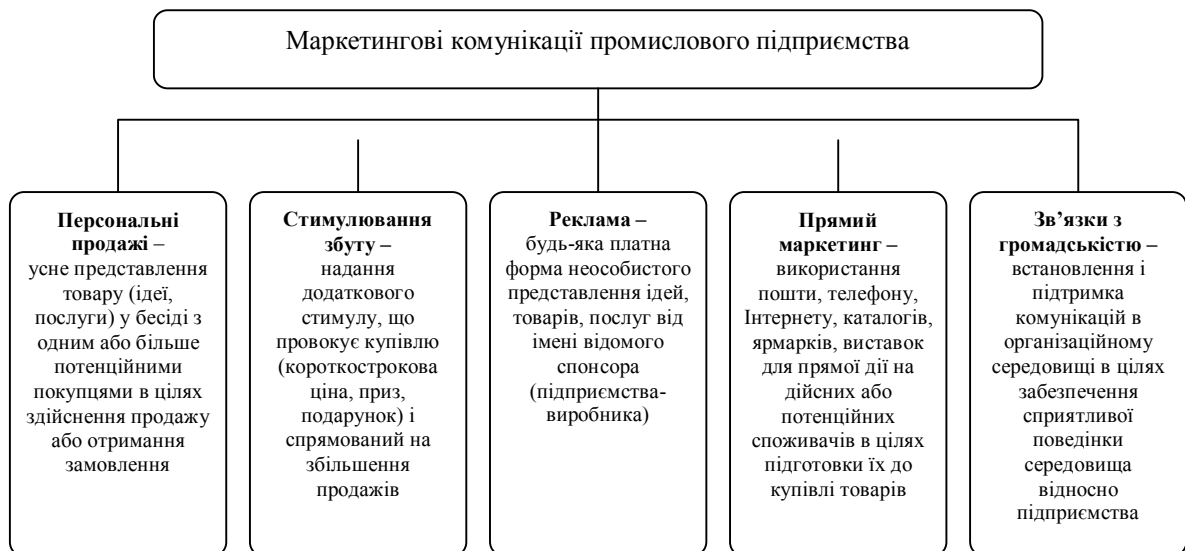 Маркетингові комунікації промислового підприємства
Персональні
продажі –
усне представлення
товару (ідеї,
послуги) у бесіді з
одним або більше
потенційними
покупцями в цілях
здійснення продажу
або отримання
замовлення
Стимулювання
збуту –
надання
додаткового
стимулу, що
провокує купівлю
(короткострокова
ціна, приз,
подарунок) і
спрямований на
збільшення
продажів
Реклама –
будь-яка платна
форма неособистого
представлення ідей,
товарів, послуг від
імені відомого
спонсора
(підприємства-
виробника)
Прямий
маркетинг –
використання
пошти, телефону,
Інтернету, каталогів,
ярмарків, виставок
для прямої дії на
дійсних або
потенційних
споживачів в цілях
підготовки їх до
купівлі товарів
Зв’язки з
громадськістю –
встановлення і
підтримка
комунікацій в
організаційному
середовищі в цілях
забезпечення
сприятливої
поведінки
середовища
відносно
підприємства